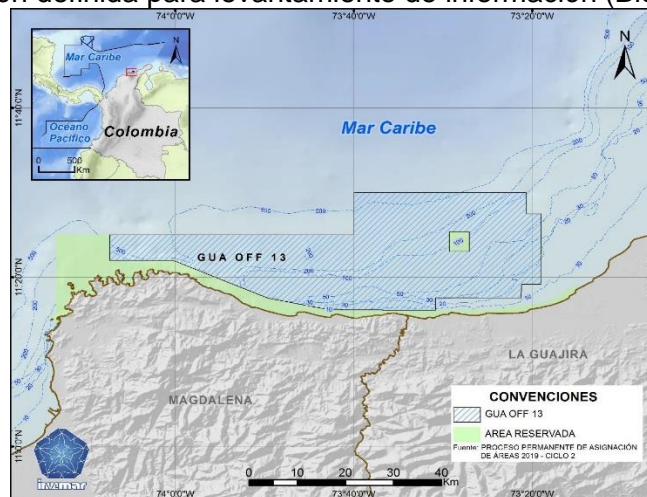 ón definida para levantamiento de información
74°0'0"W 73°40'0"W 73°20'0"W
Mar Caribe
N
Colombia
Océano
Pacífico
0 500
Km
N
11°40'0"N
11°40'0"N
Mar Caribe
GUA OFF 13
11°20'0"N
11°20'0"N
LA GUAJIRA
MAGDALENA
CONVENCIONES
GUA OFF 13
AREA RESERVADA
Fuente: PROCESO PERMANENTE DE ASIGNACIÓN
DE ÁREAS 2019 - CICLO 2
invemar
0 10 20 30 40
Km
74°0'0"W 73°40'0"W 73°20'0"W